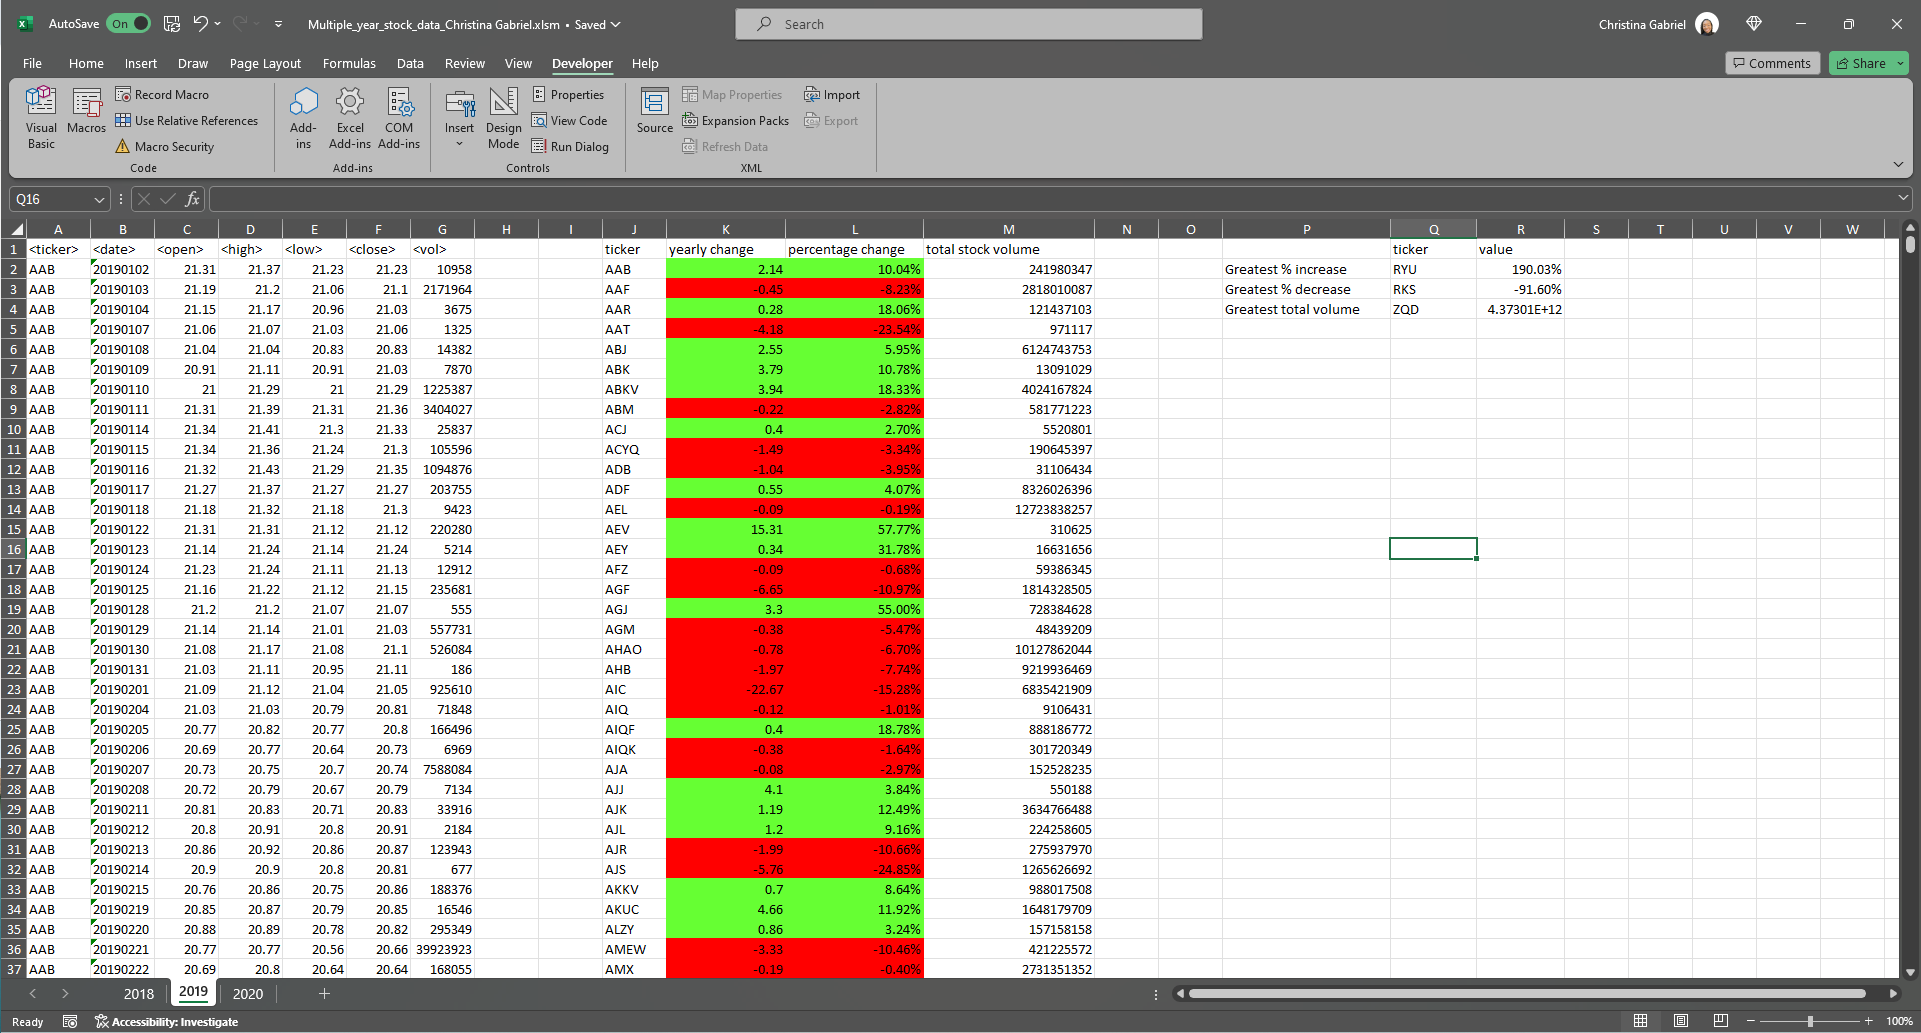 AutoSave On Multiple_year_stock_data_Christina Gabriel.xlsm • Saved Search Christina Gabriel
File Home Insert Draw Page Layout Formulas Data Review View Developer Help Comments Share
Visual Basic Macros Record Macro Use Relative References Macro Security Code
Add-ins Excel Add-ins COM Add-ins Add-ins
Insert Design Mode Properties View Code Run Dialog Controls
Source Map Properties Expansion Packs Refresh Data Import Export XML
Q16 fx
A B C D E F G H I J K L M N O P Q R S T U V W
1 <ticker> <date> <open> <high> <low> <close> <vol> ticker yearly change percentage change total stock volume ticker value
2 AAB 20190102 21.31 21.37 21.23 21.23 10958 AAB 2.14 10.04% 241980347 Greatest % increase RYU 190.03%
3 AAB 20190103 21.19 21.2 21.06 21.1 2171964 AAF -0.45 -8.23% 2818010087 Greatest % decrease RKS -91.60%
4 AAB 20190104 21.15 21.17 20.96 21.03 3675 AAR 0.28 18.06% 121437103 Greatest total volume ZQD 4.37301E+12
5 AAB 20190107 21.06 21.07 21.03 21.06 1325 AAT -4.18 -23.54% 971117
6 AAB 20190108 21.04 21.04 20.83 20.83 14382 ABJ 2.55 5.95% 6124743753
7 AAB 20190109 20.91 21.11 20.91 21.03 7870 ABK 3.79 10.78% 13091029
8 AAB 20190110 21 21.29 21 21.29 1225387 ABKV 3.94 18.33% 4024167824
9 AAB 20190111 21.31 21.39 21.31 21.36 3404027 ABM -0.22 -2.82% 581771223
10 AAB 20190114 21.34 21.41 21.3 21.33 25837 ACJ 0.4 2.70% 5520801
11 AAB 20190115 21.34 21.36 21.24 21.3 105596 ACYQ -1.49 -3.34% 190645397
12 AAB 20190116 21.32 21.43 21.29 21.35 1094876 ADB -1.04 -3.95% 31106434
13 AAB 20190117 21.27 21.37 21.27 21.27 203755 ADF 0.55 4.07% 8326026396
14 AAB 20190118 21.18 21.32 21.18 21.3 9423 AEL -0.09 -0.19% 12723838257
15 AAB 20190122 21.31 21.31 21.12 21.12 220280 AEV 15.31 57.77% 310625
16 AAB 20190123 21.14 21.24 21.14 21.24 5214 AEY 0.34 31.78% 16631656
17 AAB 20190124 21.23 21.24 21.11 21.13 12912 AFZ -0.09 -0.68% 59386345
18 AAB 20190125 21.16 21.22 21.12 21.15 235681 AGF -6.65 -10.97% 1814328505
19 AAB 20190128 21.2 21.2 21.07 21.07 555 AGJ 3.3 55.00% 728384628
20 AAB 20190129 21.14 21.14 21.01 21.03 557731 AGM -0.38 -5.47% 48439209
21 AAB 20190130 21.08 21.17 21.08 21.1 526084 AHAO -0.78 -6.70% 10127862044
22 AAB 20190131 21.03 21.11 20.95 21.11 186 AHB -1.97 -7.74% 9219936469
23 AAB 20190201 21.09 21.12 21.04 21.05 925610 AIC -22.67 -15.28% 6835421909
24 AAB 20190204 21.03 21.03 20.79 20.81 71848 AIQ -0.12 -1.01% 9106431
25 AAB 20190205 20.77 20.82 20.77 20.8 166496 AIQF 0.4 18.78% 888186772
26 AAB 20190206 20.69 20.77 20.64 20.73 6969 AIQK -0.38 -1.64% 301720349
27 AAB 20190207 20.73 20.75 20.7 20.74 7588084 AJA -0.08 -2.97% 152528235
28 AAB 20190208 20.72 20.79 20.67 20.79 7134 AJJ 4.1 3.84% 550188
29 AAB 20190211 20.81 20.83 20.71 20.83 33916 AJK 1.19 12.49% 3634766488
30 AAB 20190212 20.8 20.91 20.8 20.91 2184 AJL 1.2 9.16% 224258605
31 AAB 20190213 20.86 20.92 20.86 20.87 123943 AJR -1.99 -10.66% 275937970
32 AAB 20190214 20.9 20.9 20.8 20.81 677 AJS -5.76 -24.85% 1265626692
33 AAB 20190215 20.76 20.86 20.75 20.86 188376 AKKV 0.7 8.64% 988017508
34 AAB 20190219 20.85 20.87 20.79 20.85 16546 AKUC 4.66 11.92% 1648179709
35 AAB 20190220 20.88 20.89 20.78 20.82 295349 ALZY 0.86 3.24% 157158158
36 AAB 20190221 20.77 20.77 20.56 20.66 39923923 AMEW -3.33 -10.46% 421225572
37 AAB 20190222 20.69 20.8 20.64 20.64 168055 AMX -0.19 -0.40% 2731351352
2018 2019 2020
Ready Accessibility: Investigate 100%